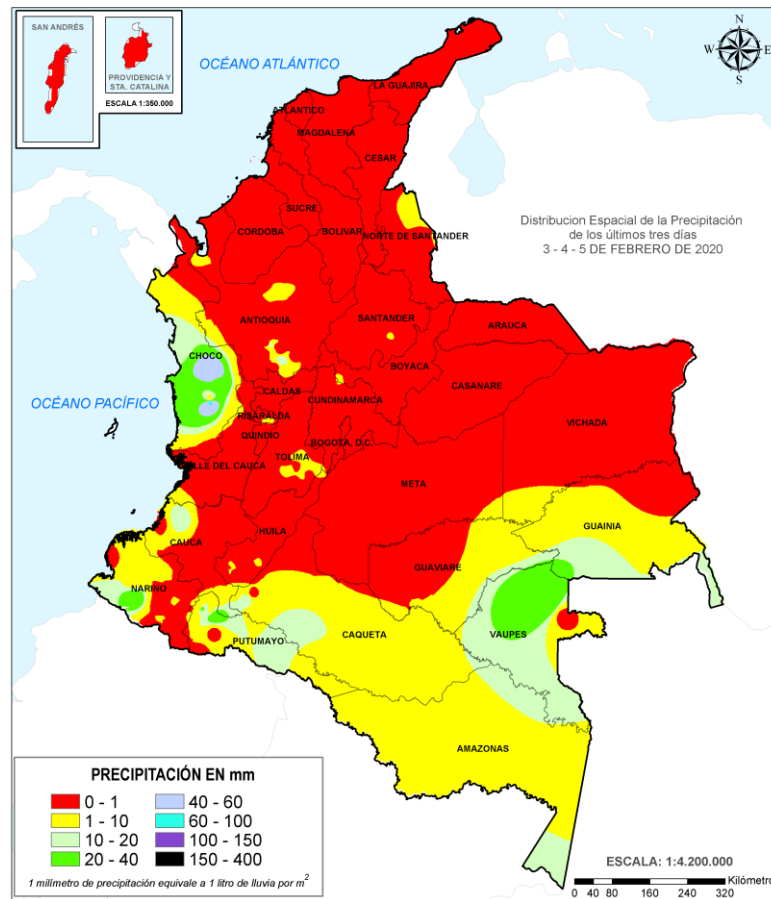 SAN ANDRÉS
PROVIDENCIA Y
STA. CATALINA
ESCALA 1:350.000
OCÉANO ATLÁNTICO
N
W
E
S
LA GUAJIRA
ATLANTICO
MAGDALENA
CESAR
SUCRE
CORDOBA
BOLIVAR
NORTE DE SANTANDER
Distribucion Espacial de la Precipitación
de los últimos tres días
3 - 4 - 5 DE FEBRERO DE 2020
ANTIOQUIA
SANTANDER
ARAUCA
CHOCO
BOYACA
CASANARE
OCÉANO PACÍFICO
CALDAS
CUNDINAMARCA
RISARALDA
VICHADA
QUINDIO
BOGOTA, D.C.
TOLIMA
VALLE DEL CAUCA
META
GUAINIA
HUILA
CAUCA
GUAVIARE
NARIÑO
VAUPES
CAQUETA
PUTUMAYO
AMAZONAS
PRECIPITACIÓN EN mm
0 - 1
40 - 60
1 - 10
60 - 100
10 - 20
100 - 150
20 - 40
150 - 400
1 milímetro de precipitación equivale a 1 litro de lluvia por m²
ESCALA: 1:4.200.000
Kilómetro
0 40 80 160 240 320